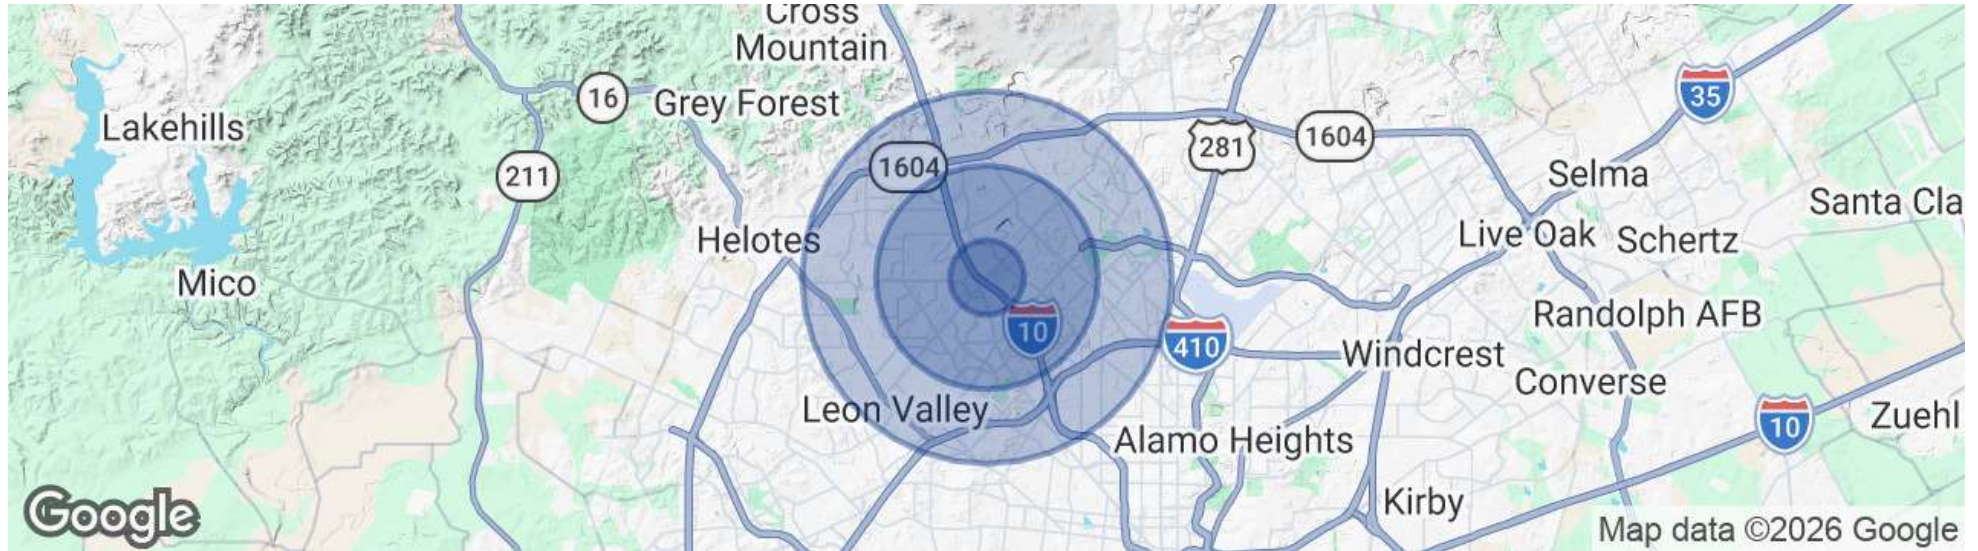 Cross
Mountain
35
16
Grey Forest
Lakehills
1604
281
1604
211
Selma
Santa Cla
Helotes
Live Oak
Schertz
Mico
Randolph AFB
10
410
Windcrest
Converse
Leon Valley
10
Zuehl
Alamo Heights
Kirby
Google
Map data ©2026 Google